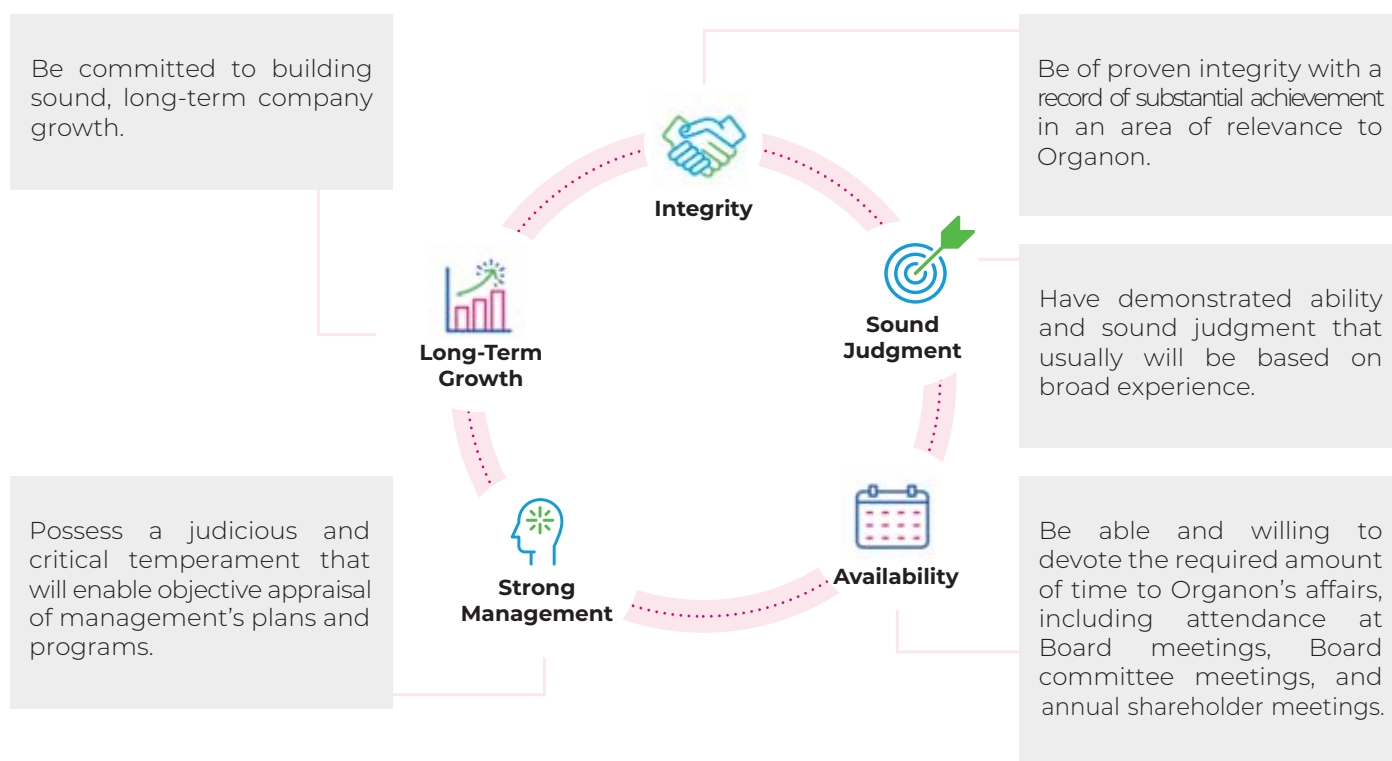 Be committed to building
sound, long-term company
growth.
Be of proven integrity with a
record of substantial achievement
in an area of relevance to
Organon.
Integrity
Sound
Judgment
Have demonstrated ability
and sound judgment that
usually will be based on
broad experience.
Long-Term
Growth
Possess a judicious and
critical temperament that
will enable objective appraisal
of management’s plans and
programs.
Strong
Management
Availability
Be able and willing to
devote the required amount
of time to Organon’s affairs,
including attendance at
Board meetings, Board
committee meetings, and
annual shareholder meetings.